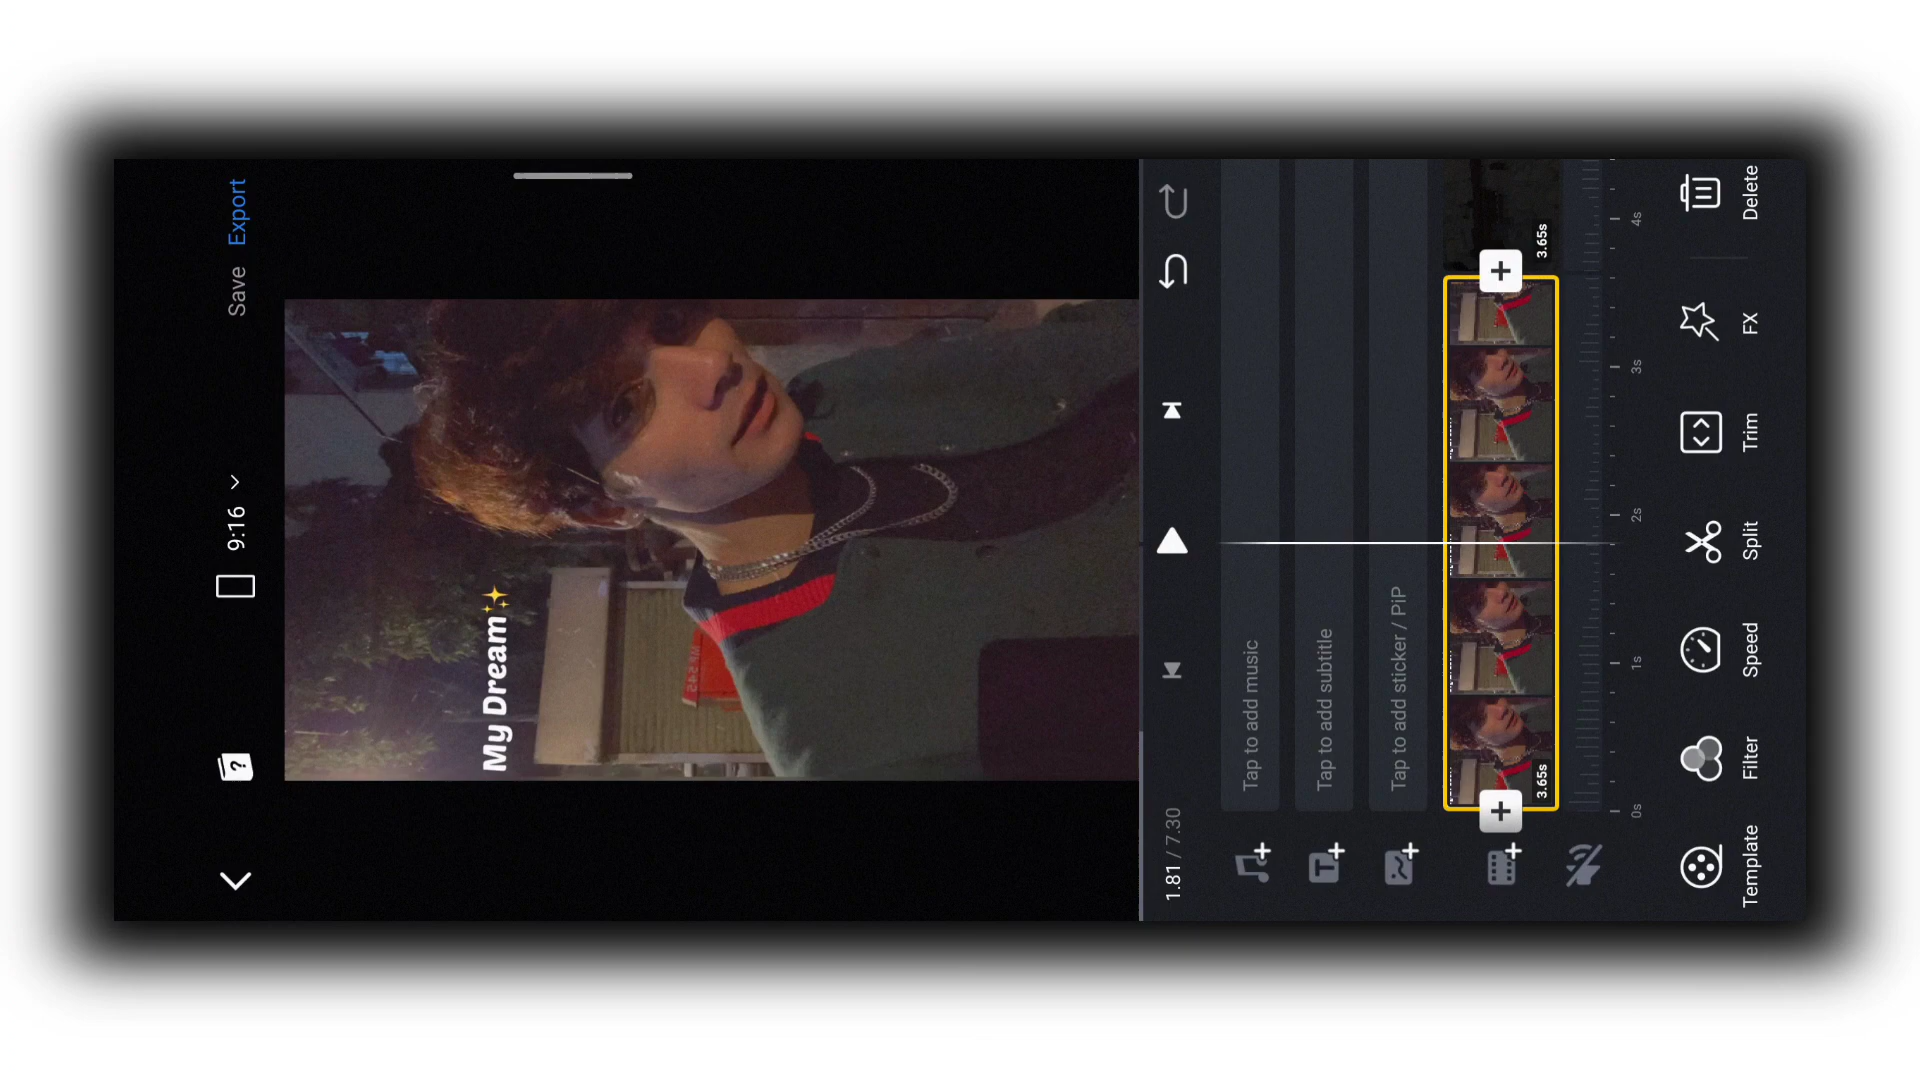 9:16
Save
Export
My Dream✨
1.81 / 7.30
Tap to add music
Tap to add subtitle
Tap to add sticker / PiP
3.65s
3.65s
0s
1s
2s
3s
4s
Template
Filter
Speed
Split
Trim
FX
Delete